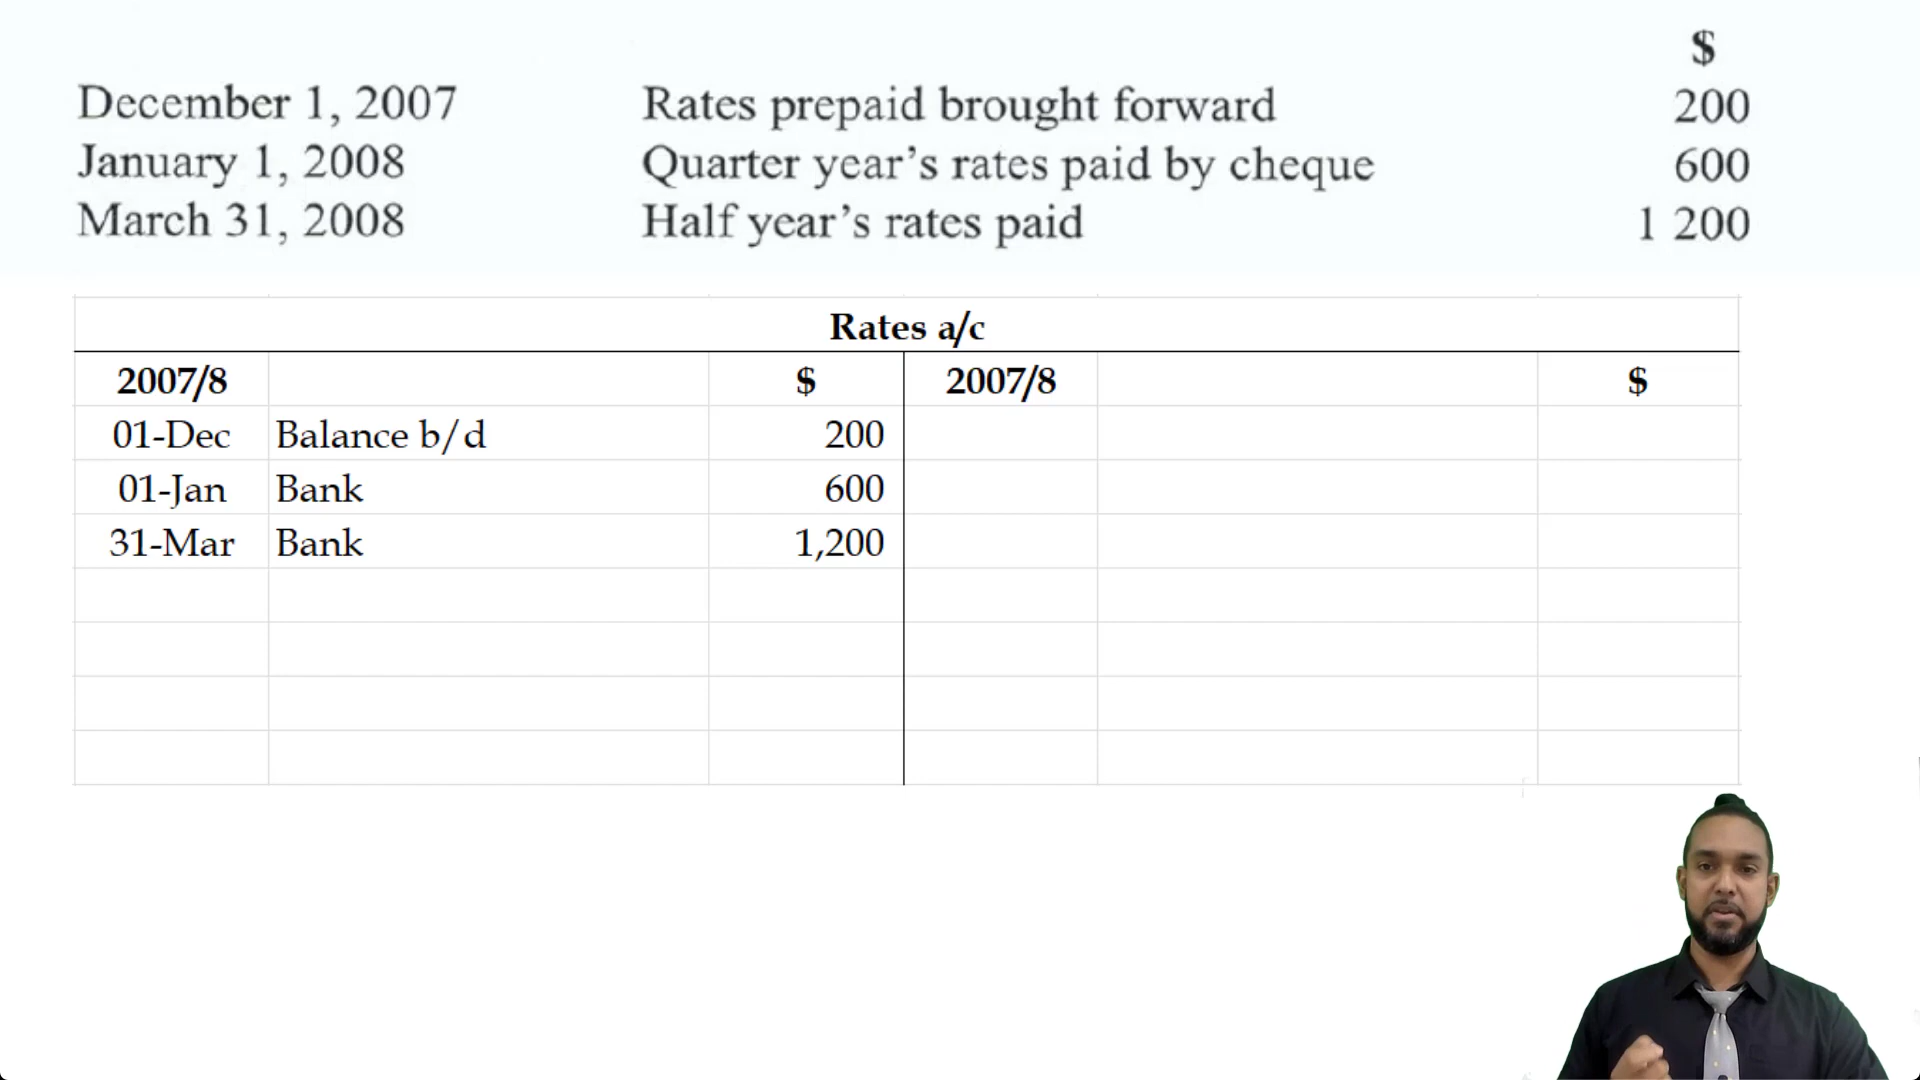 $
December 1, 2007 Rates prepaid brought forward 200
January 1, 2008 Quarter year's rates paid by cheque 600
March 31, 2008 Half year's rates paid 1 200
Rates a/c
2007/8 $ 2007/8 $
01-Dec Balance b/d 200
01-Jan Bank 600
31-Mar Bank 1,200